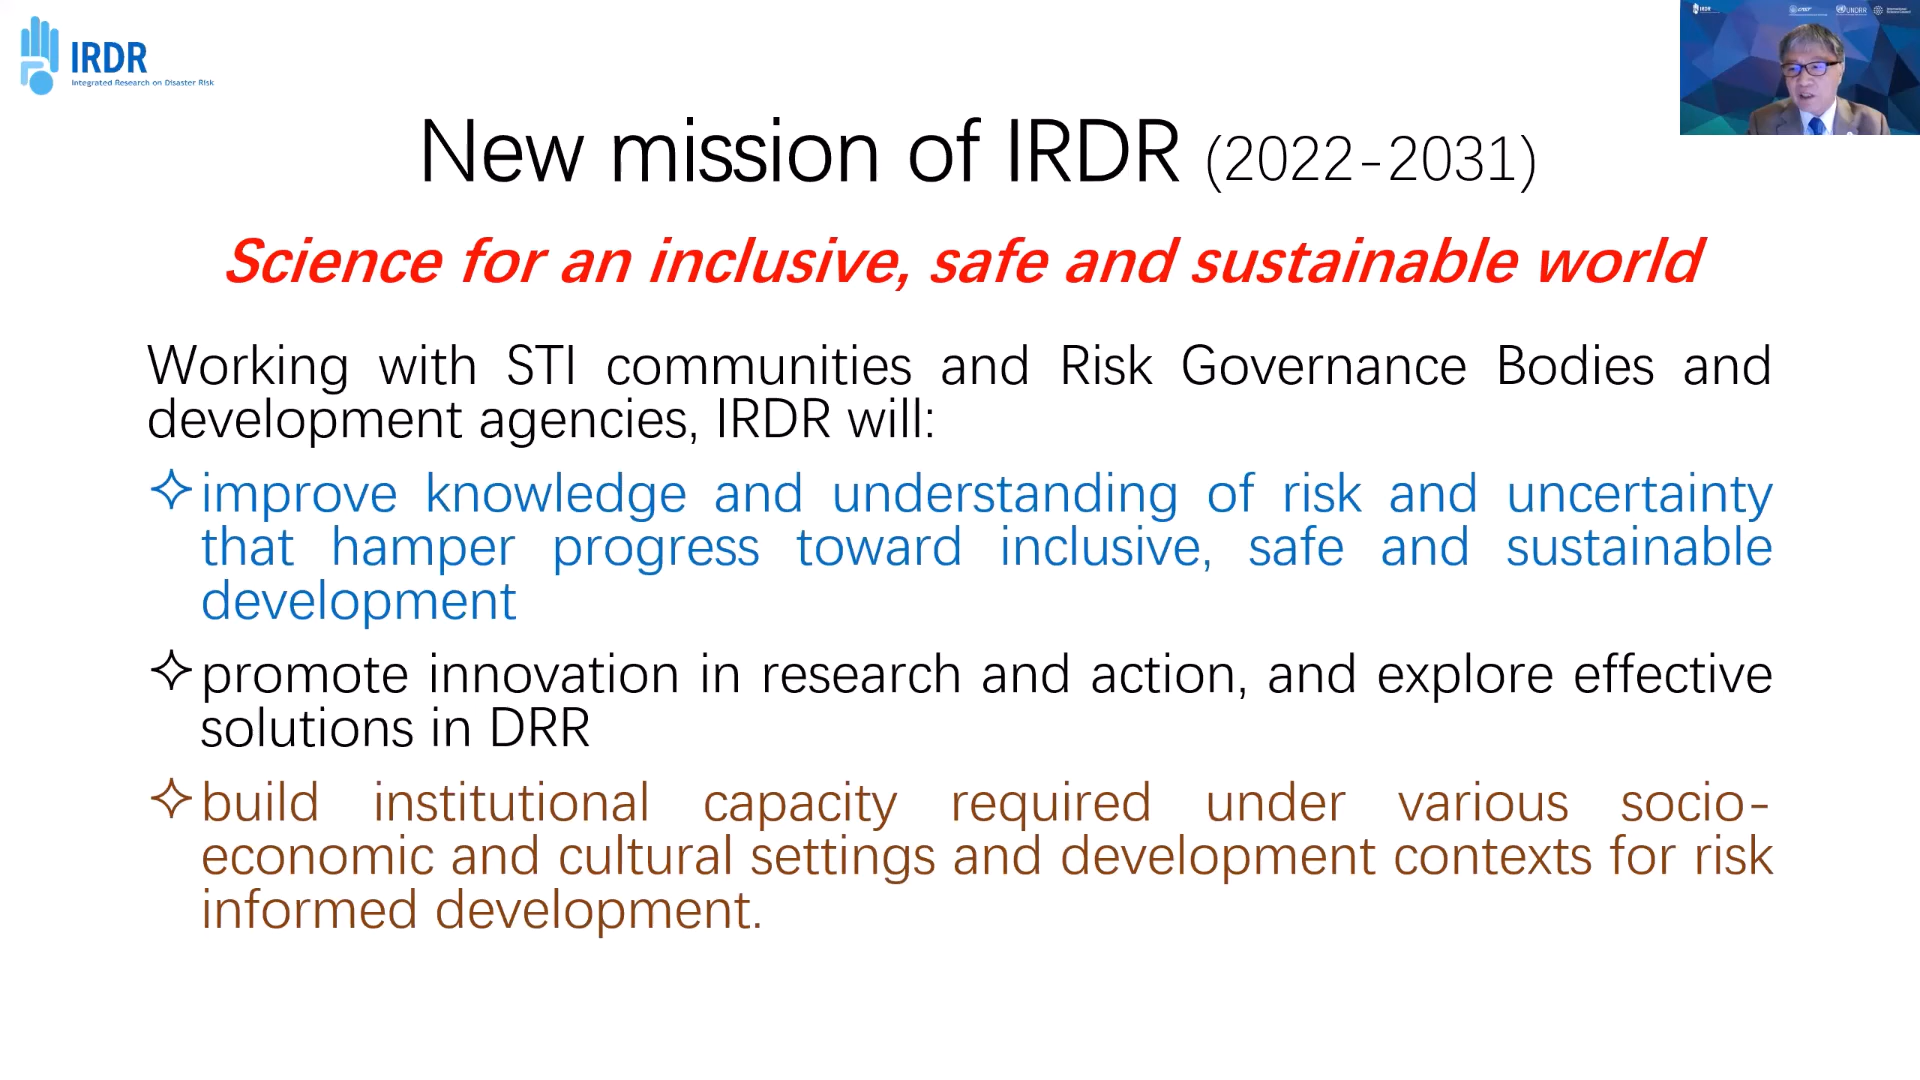 IRDR
Integrated Research on Disaster Risk
IRDR
UNDRR
New mission of IRDR (2022-2031)
Science for an inclusive, safe and sustainable world
Working with STI communities and Risk Governance Bodies and
development agencies, IRDR will:
✧improve knowledge and understanding of risk and uncertainty
that hamper progress toward inclusive, safe and sustainable
development
✧promote innovation in research and action, and explore effective
solutions in DRR
✧build institutional capacity required under various socio-
economic and cultural settings and development contexts for risk
informed development.